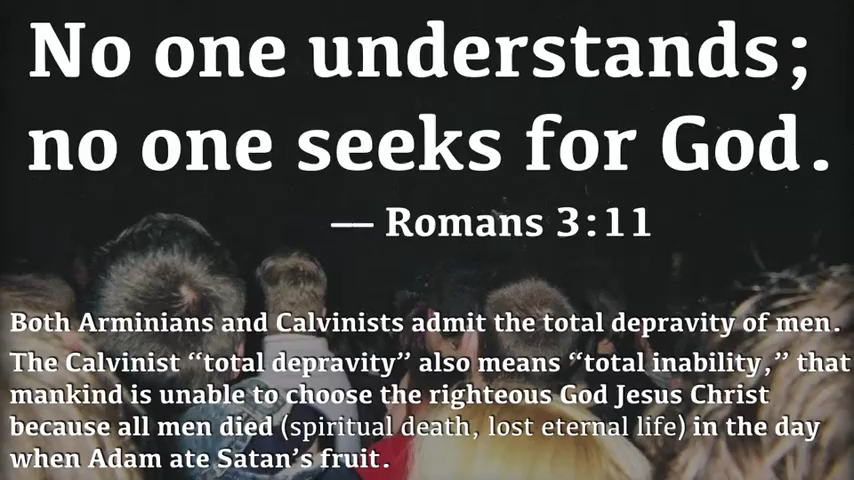 No one understands;
no one seeks for God.
— Romans 3:11
Both Arminians and Calvinists admit the total depravity of men.
The Calvinist “total depravity” also means “total inability,” that
mankind is unable to choose the righteous God Jesus Christ
because all men died (spiritual death, lost eternal life) in the day
when Adam ate Satan’s fruit.